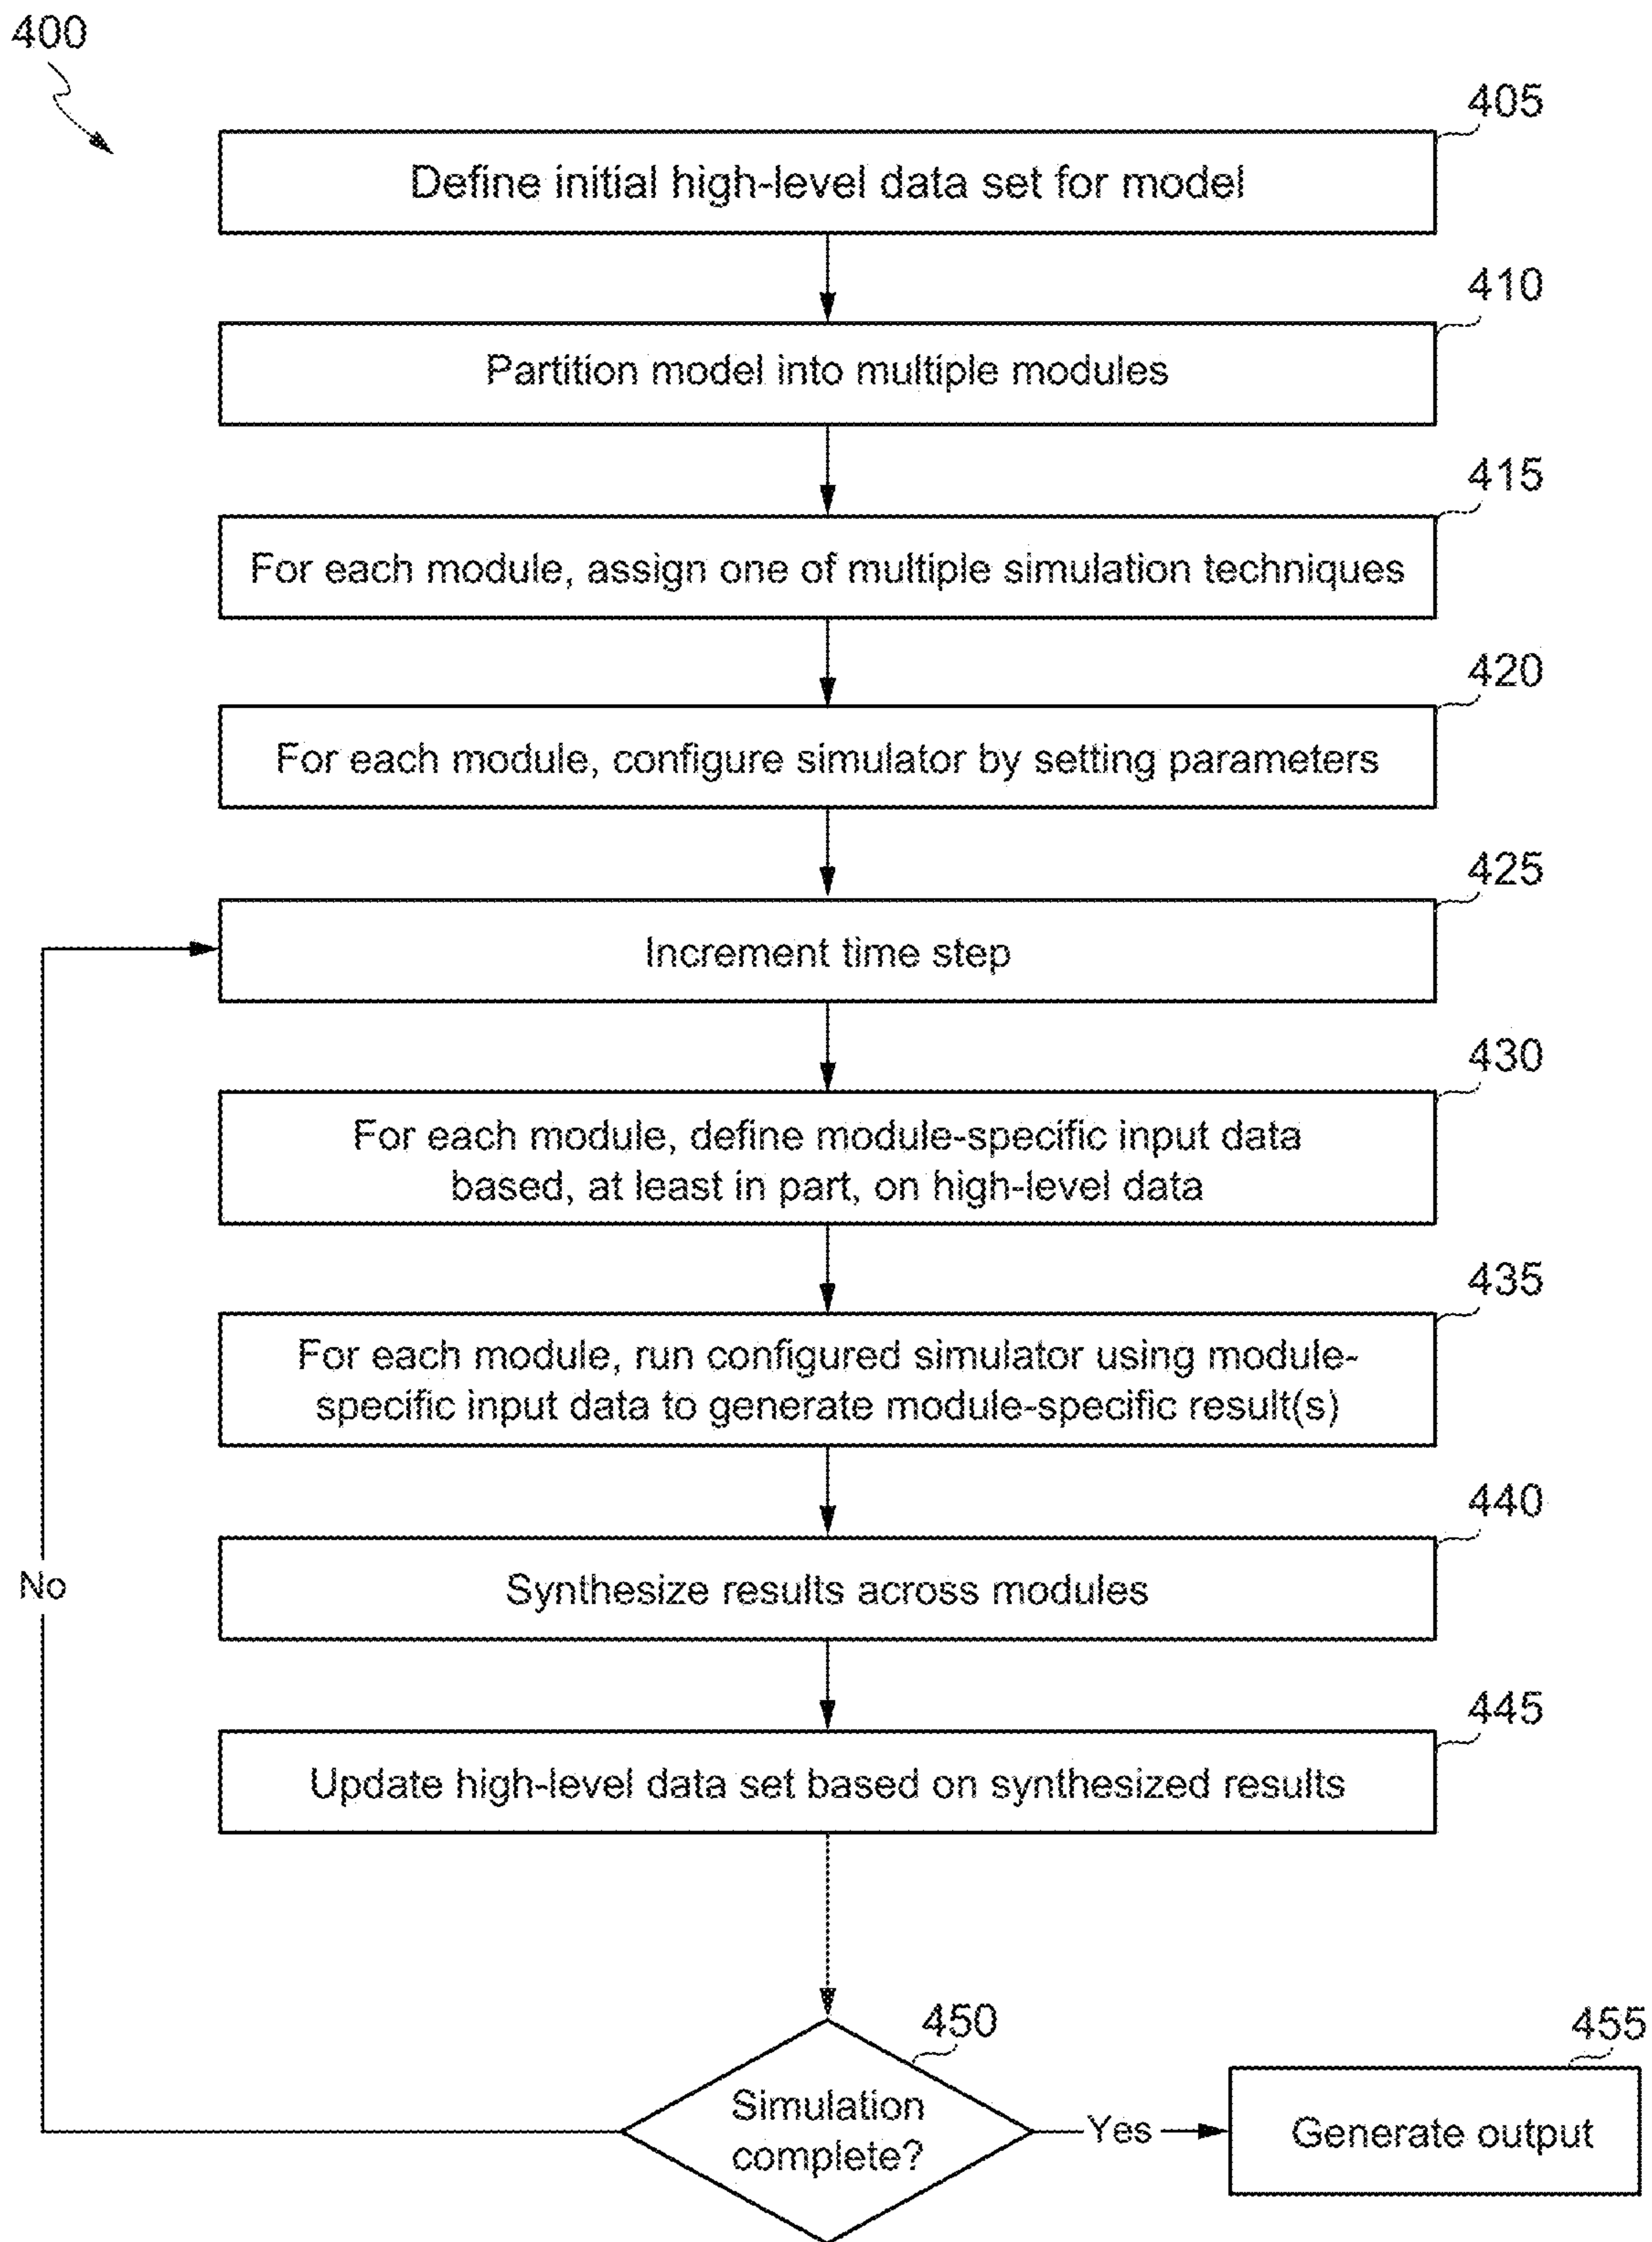 400
405
Define initial high-level data set for model
410
Partition model into multiple modules
415
For each module, assign one of multiple simulation techniques
420
For each module, configure simulator by setting parameters
425
Increment time step
430
For each module, define module-specific input data
based, at least in part, on high-level data
435
For each module, run configured simulator using module-
specific input data to generate module-specific result(s)
440
Synthesize results across modules
No
445
Update high-level data set based on synthesized results
450
Simulation
complete?
Yes
455
Generate output